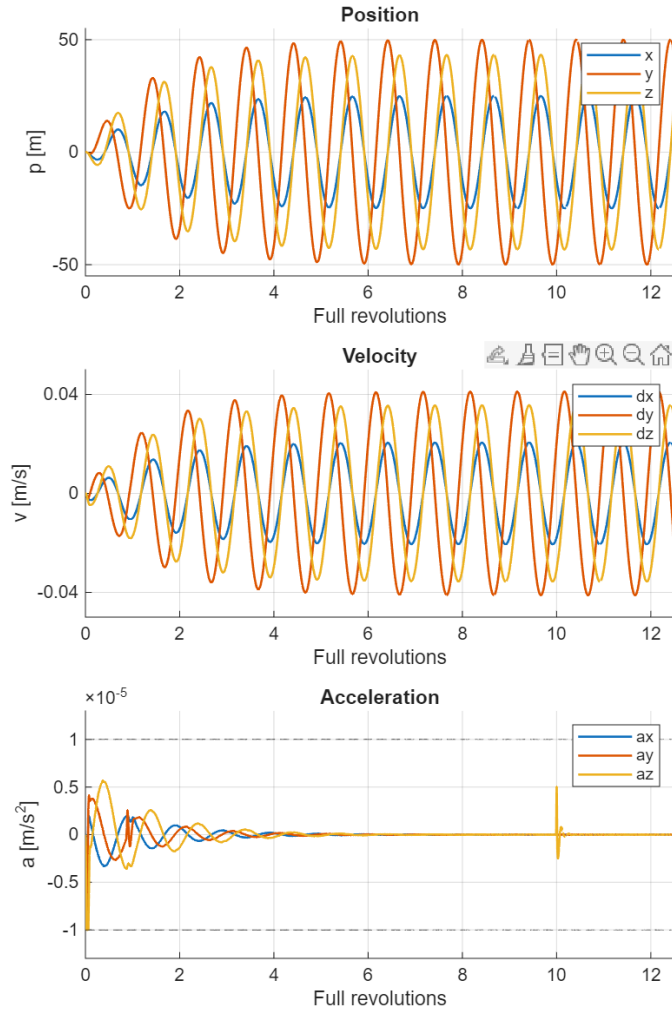 Position
50
0
-50
p [m]
x
y
z
0 2 4 6 8 10 12
Full revolutions
Velocity
0.04
0
-0.04
v [m/s]
dx
dy
dz
0 2 4 6 8 10 12
Full revolutions
×10⁻⁵
Acceleration
1
0.5
0
-0.5
-1
a [m/s²]
ax
ay
az
0 2 4 6 8 10 12
Full revolutions